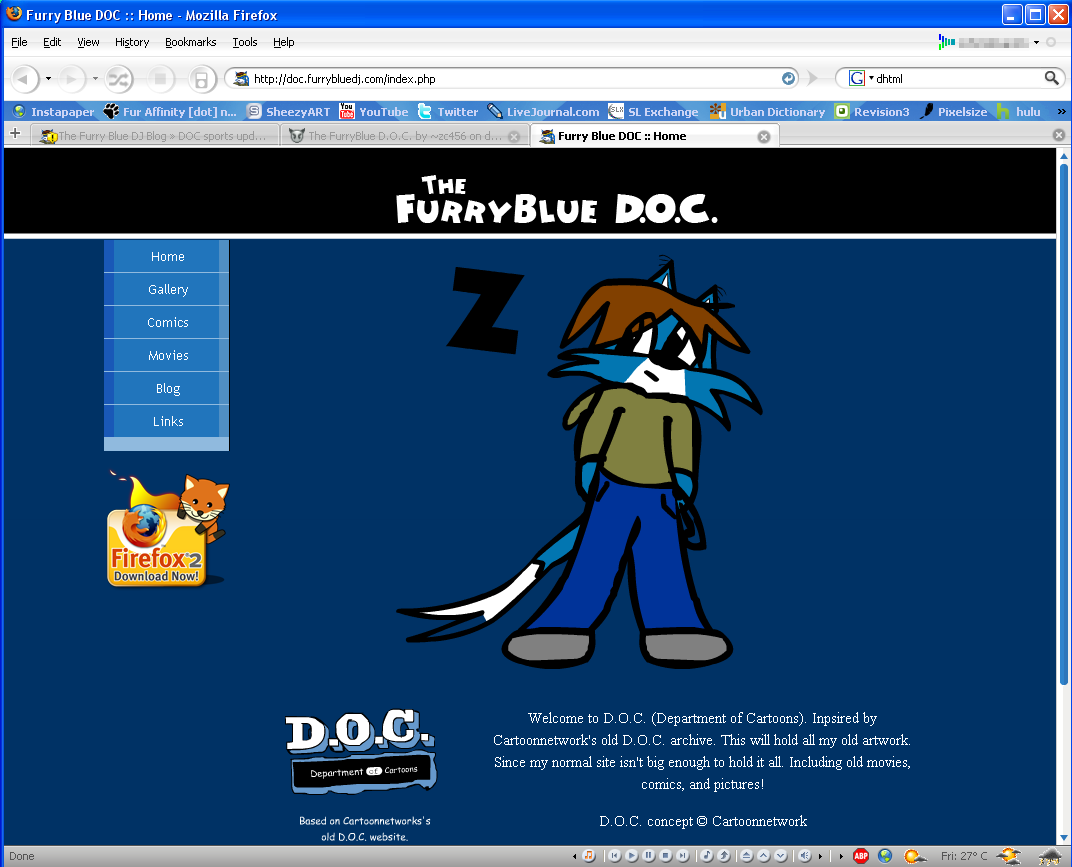 Furry Blue DOC :: Home - Mozilla Firefox
File Edit View History Bookmarks Tools Help
http://doc.furrybluedj.com/index.php
G dhtml
Instapaper Fur Affinity [dot] n... SheezyART You Tube YouTube Twitter LiveJournal.com SLX SL Exchange Urban Dictionary Revision3 Pixelsize h hulu »
The Furry Blue DJ Blog » DOC sports upd... The FurryBlue D.O.C. by ~zc456 on d... Furry Blue DOC :: Home
THE
FURRYBLUE D.O.C.
Home
Gallery
Comics
Movies
Blog
Links
Z
Firefox 2
Download Now!
D.O.C.
Department of Cartoons
Based on Cartoonnetworks's
old D.O.C. website.
Welcome to D.O.C. (Department of Cartoons). Inpsired by
Cartoonnetwork's old D.O.C. archive. This will hold all my old artwork.
Since my normal site isn't big enough to hold it all. Including old movies,
comics, and pictures!
D.O.C. concept © Cartoonnetwork
Done ABP Fri: 27° C